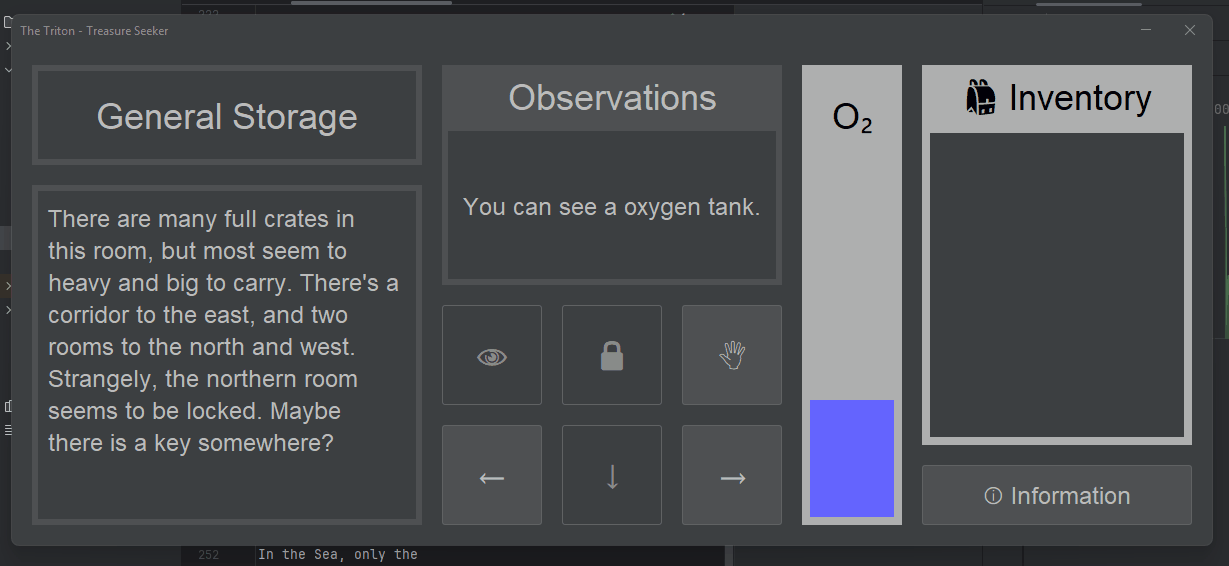 The Triton - Treasure Seeker
General Storage
There are many full crates in
this room, but most seem to
heavy and big to carry. There's a
corridor to the east, and two
rooms to the north and west.
Strangely, the northern room
seems to be locked. Maybe
there is a key somewhere?
Observations
You can see a oxygen tank.
←
↓
→
O₂
Inventory
Information
252 In the Sea, only the